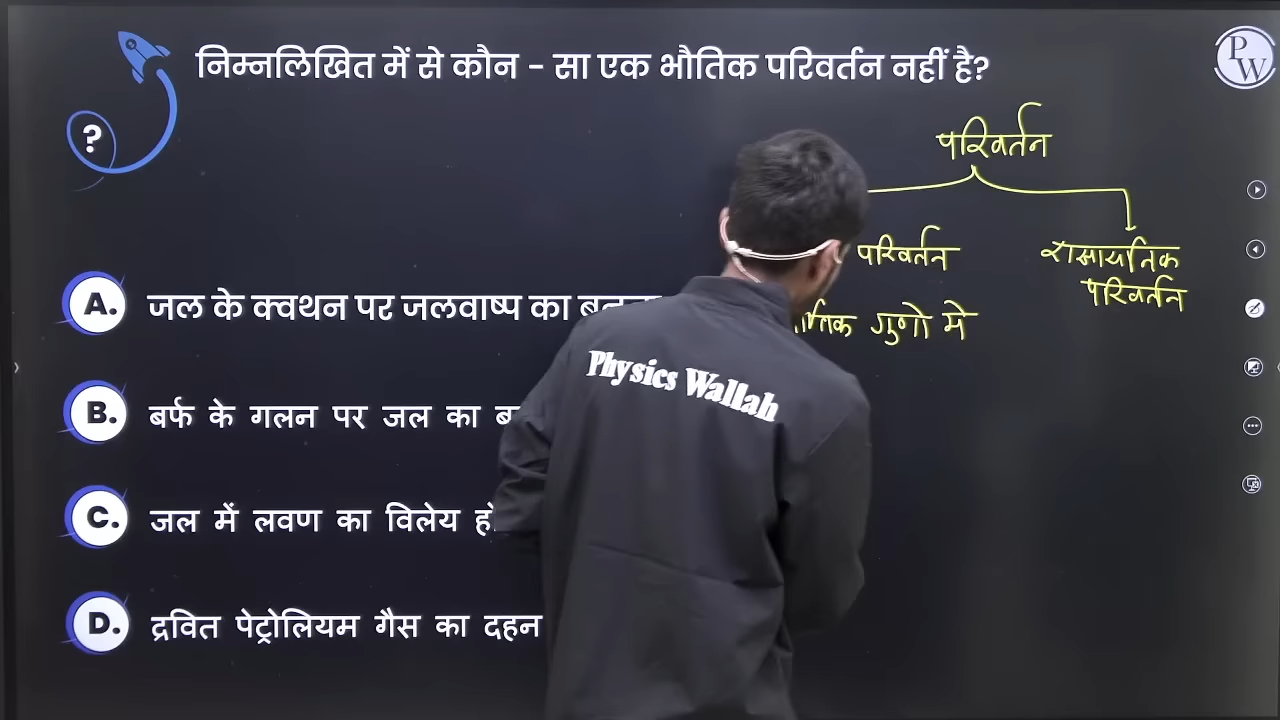 निम्नलिखित में से कौन - सा एक भौतिक परिवर्तन नहीं है?
PW
?
परिवर्तन
परिवर्तन
रासायनिक
परिवर्तन
गुणो मे
A. जल के क्वथन पर जलवाष्प का
Physics Wallah
B. बर्फ के गलन पर जल का
C. जल में लवण का विलेय
D. द्रवित पेट्रोलियम गैस का दहन